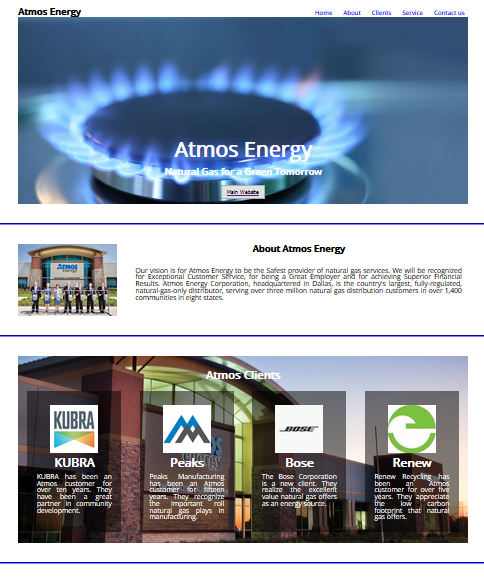 Atmos Energy
Home About Clients Service Contact us
Atmos Energy
Natural Gas for a Green Tomorrow
Main Website
About Atmos Energy
ATMOS
energy
Our vision is for Atmos Energy to be the Safest provider of natural gas services. We will be recognized
for Exceptional Customer Service, for being a Great Employer and for achieving Superior Financial
Results. Atmos Energy Corporation, headquartered in Dallas, is the country's largest, fully-regulated,
natural-gas-only distributor, serving over three million natural gas distribution customers in over 1,400
communities in eight states.
Atmos Clients
KUBRA
BOSE
KUBRA
KUBRA has been an
Atmos customer for
over ten years. They
have been a great
partner in community
development.
Peaks
Peaks Manufacturing
has been an Atmos
customer for fifteen
years. They recognize
the important roll
natural gas plays in
manufacturing.
Bose
The Bose Corporation
is a new client. They
realize the excellent
value natural gas offers
as an energy source.
Renew
Renew Recycling has
been an Atmos
customer for over five
years. They appreciate
the low carbon
footprint that natural
gas offers.